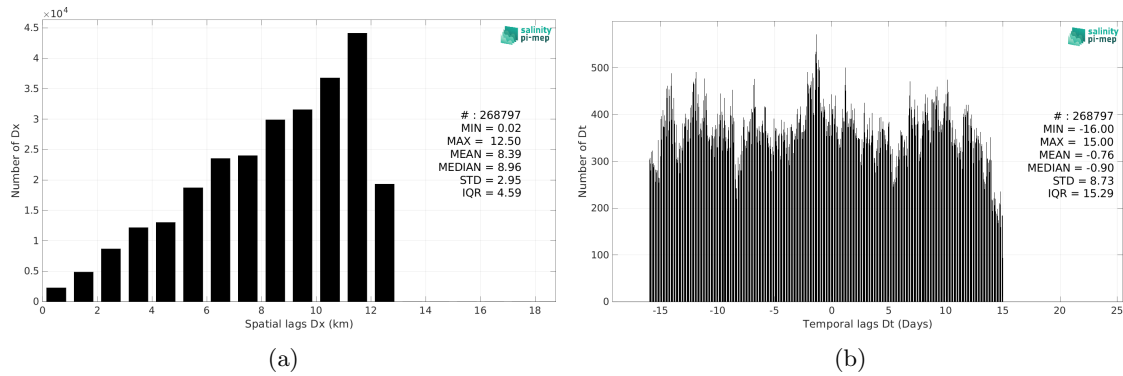 ×10⁴
4.5
4
3.5
3
2.5
2
1.5
1
0.5
0
Number of Dx
0 2 4 6 8 10 12 14 16 18
Spatial lags Dx (km)
salinity
pi-mep
# : 268797
MIN = 0.02
MAX = 12.50
MEAN = 8.39
MEDIAN = 8.96
STD = 2.95
IQR = 4.59
(a)
500
400
300
200
100
0
Number of Dt
-15 -10 -5 0 5 10 15 20 25
Temporal lags Dt (Days)
salinity
pi-mep
# : 268797
MIN = -16.00
MAX = 15.00
MEAN = -0.76
MEDIAN = -0.90
STD = 8.73
IQR = 15.29
(b)